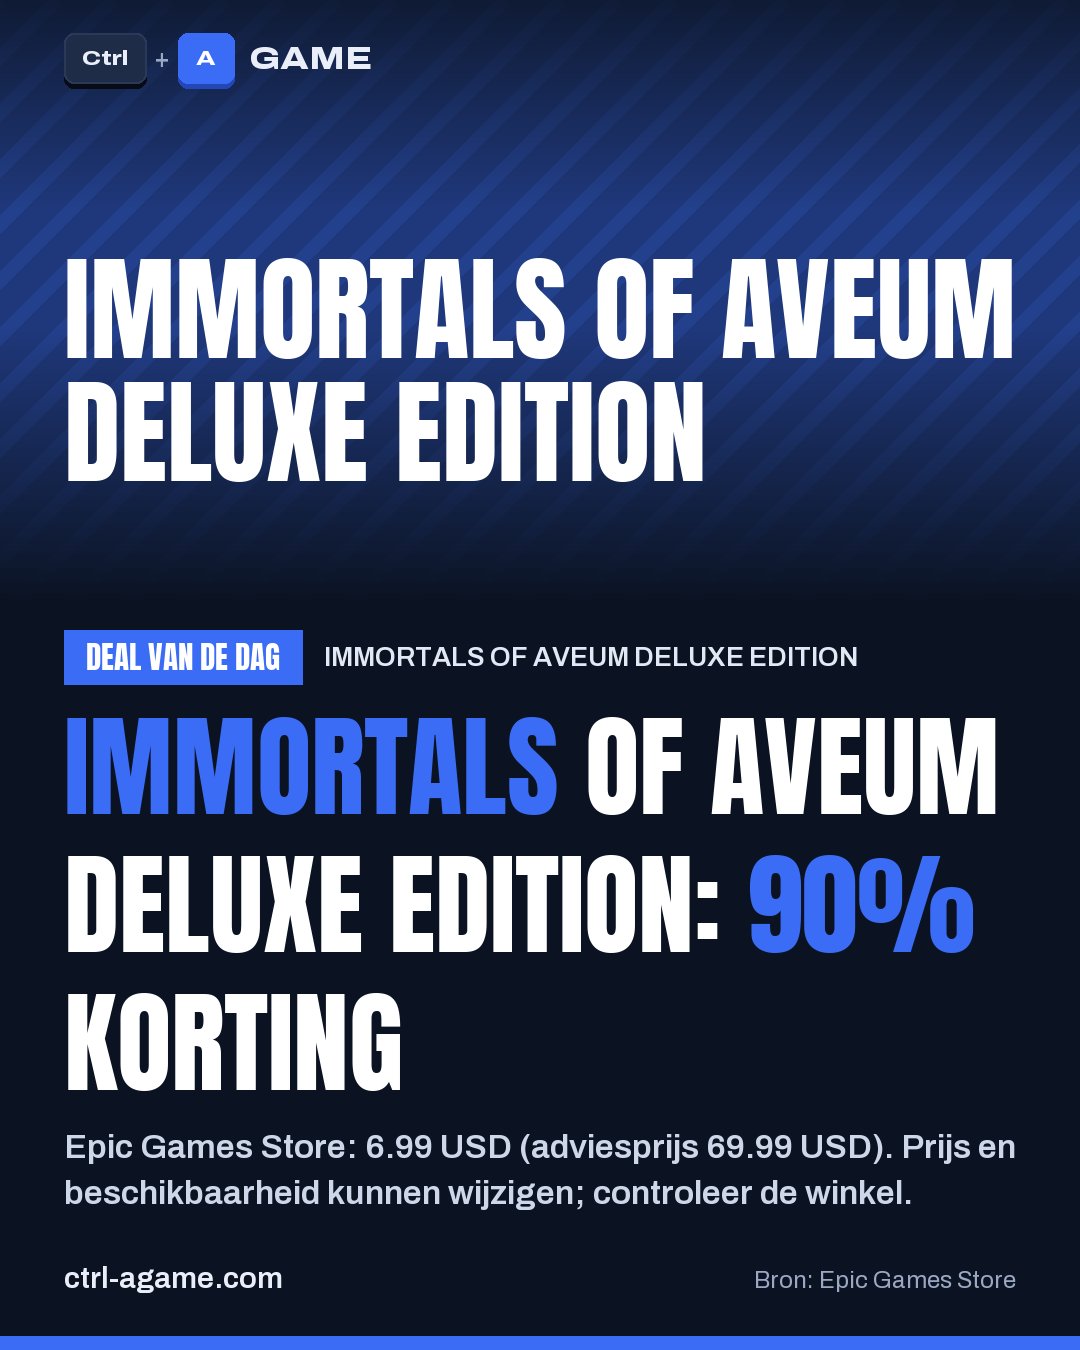 Ctrl + A GAME
IMMORTALS OF AVEUM
DELUXE EDITION
DEAL VAN DE DAG IMMORTALS OF AVEUM DELUXE EDITION
IMMORTALS OF AVEUM
DELUXE EDITION: 90%
KORTING
Epic Games Store: 6.99 USD (adviesprijs 69.99 USD). Prijs en
beschikbaarheid kunnen wijzigen; controleer de winkel.
ctrl-agame.com Bron: Epic Games Store